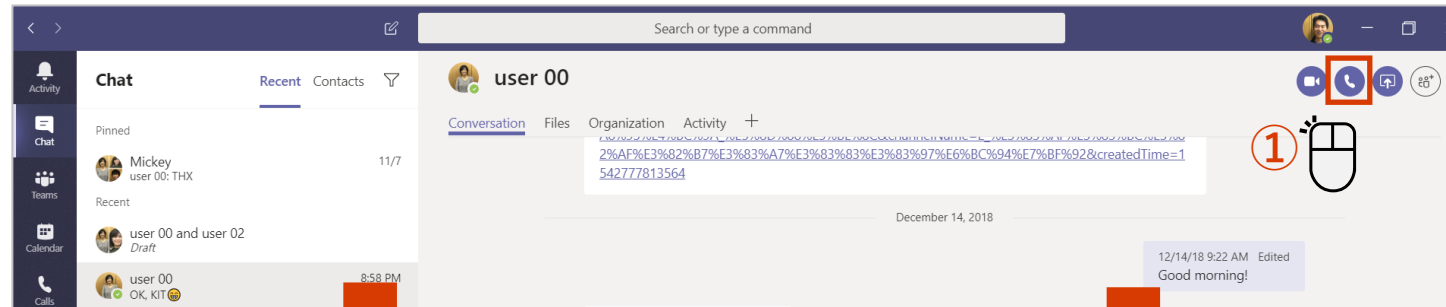 Search or type a command
Activity
Chat
Teams
Calendar
Calls
Chat
Recent
Contacts
Pinned
Mickey
11/7
user 00: THX
Recent
user 00 and user 02
Draft
user 00
8:58 PM
OK, KIT😁
user 00
Conversation
Files
Organization
Activity
2%AF%E3%82%B7%E3%83%A7%E3%83%83%E3%83%97%E6%BC%94%E7%BF%92&createdTime=1
542777813564
December 14, 2018
12/14/18 9:22 AM Edited
Good morning!
①